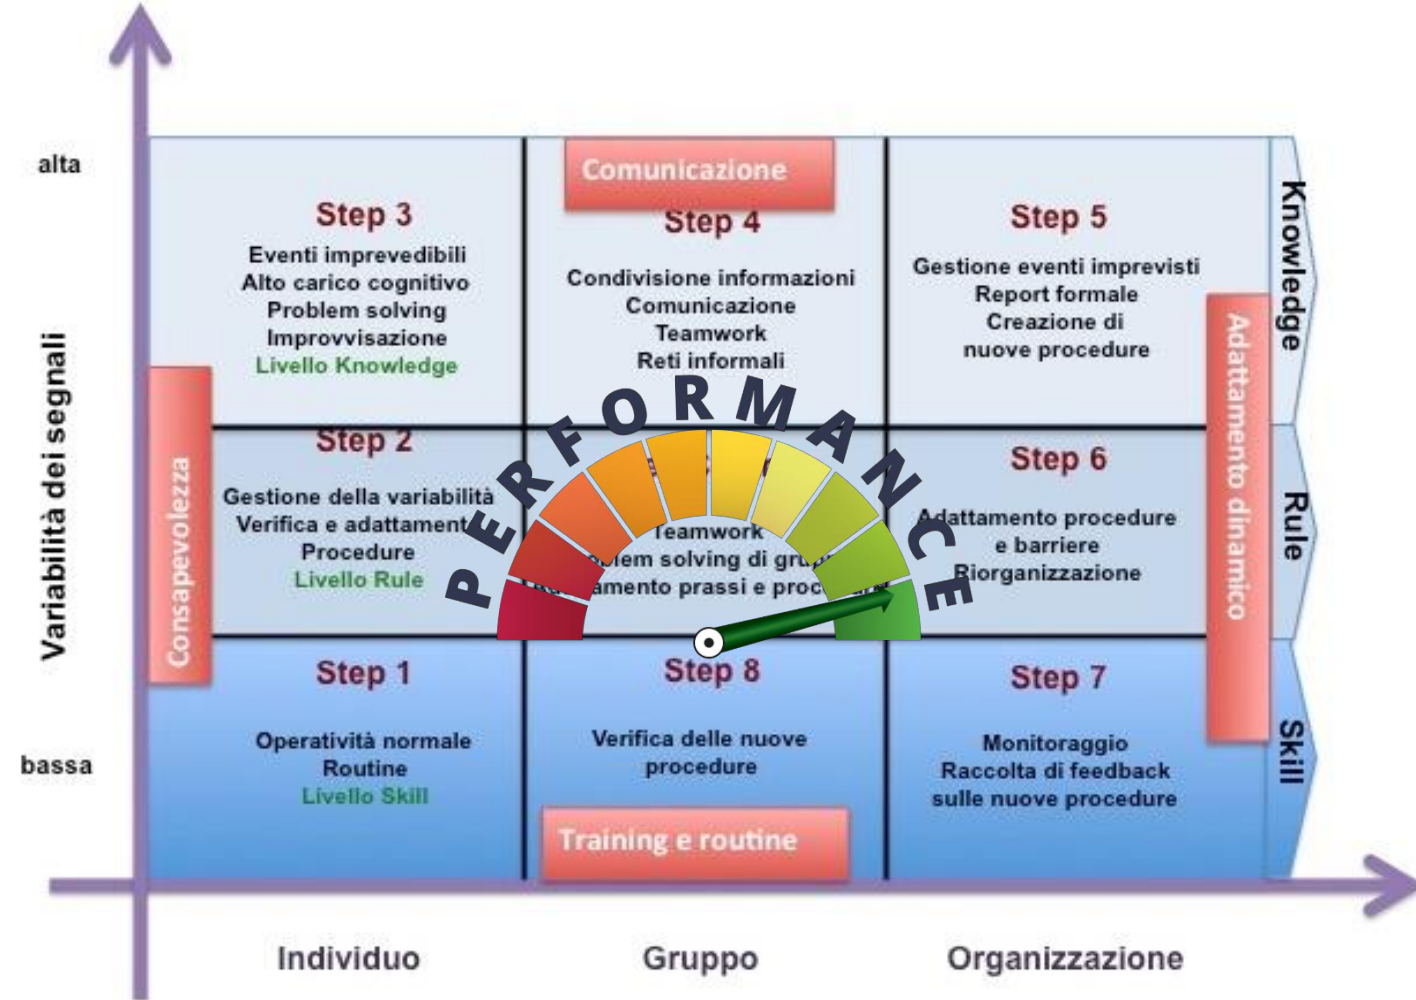 alta
Comunicazione
Step 3
Eventi imprevedibili
Alto carico cognitivo
Problem solving
Improvvisazione
Livello Knowledge
Step 4
Condivisione informazioni
Comunicazione
Teamwork
Reti informali
Step 5
Gestione eventi imprevisti
Report formale
Creazione di
nuove procedure
Knowledge
Variabilità dei segnali
Consapevolezza
Adattamento dinamico
PERFORMANCE
Step 2
Gestione della variabilità
Verifica e
Procedure
Livello Rule
Teamwork
solving di
prassi e
Step 6
Adattamento procedure
e barriere
Riorganizzazione
Rule
bassa
Step 1
Operatività normale
Routine
Livello Skill
Step 8
Verifica delle nuove
procedure
Training e routine
Step 7
Monitoraggio
Raccolta di feedback
sulle nuove procedure
Skill
Individuo
Gruppo
Organizzazione